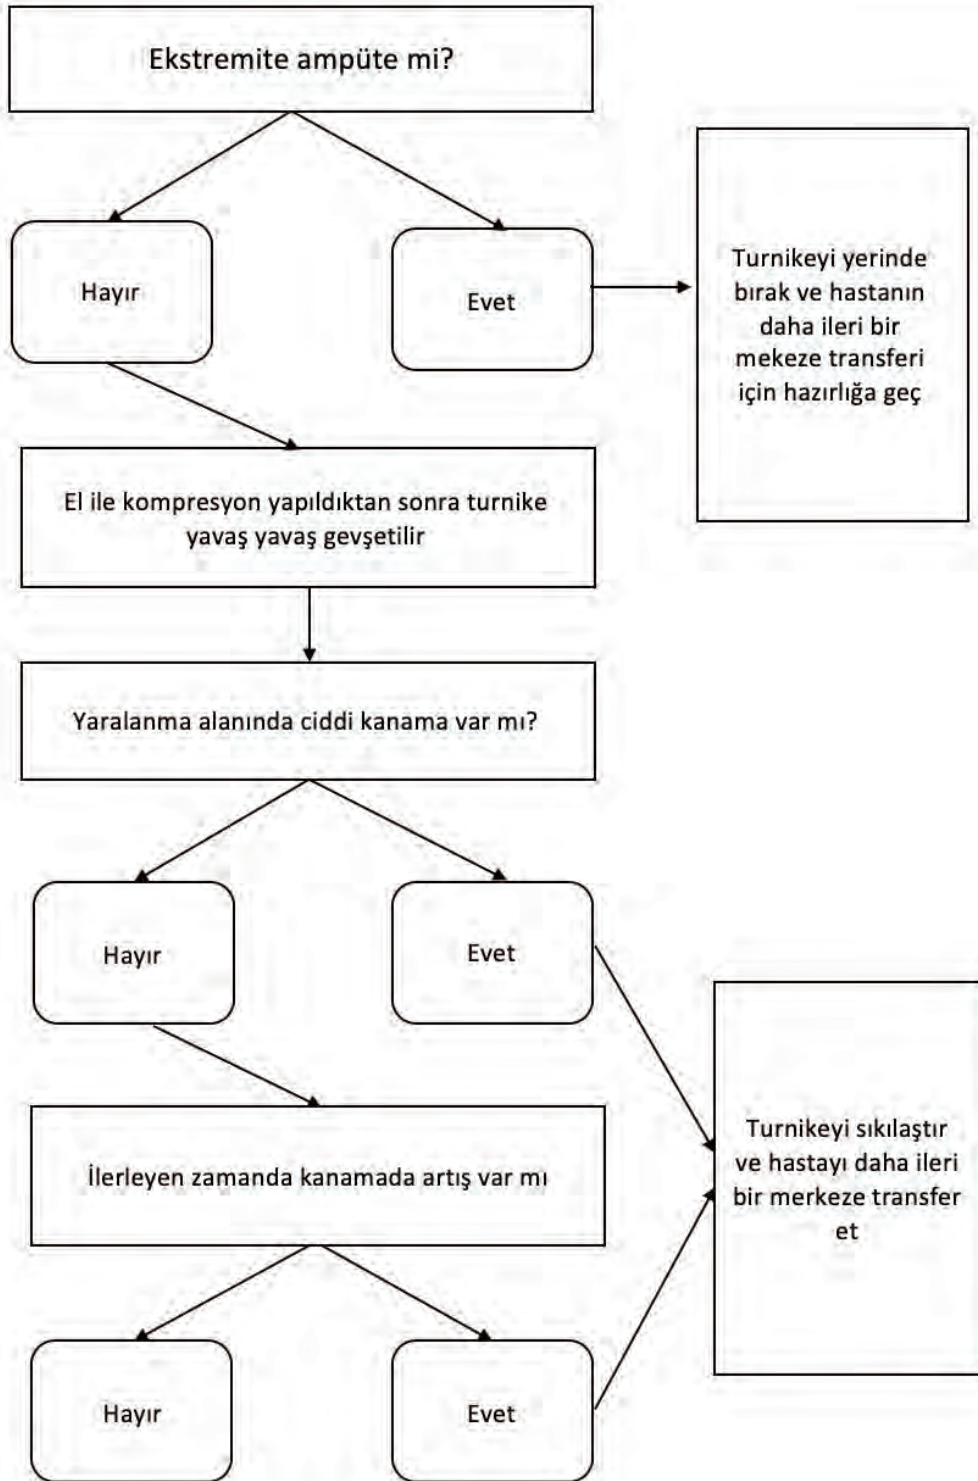 Ekstremite ampüte mi?
Hayır
Evet
Turnikeyi yerinde
bırak ve hastanın
daha ileri bir
mekeze transferi
için hazırlığa geç
El ile kompresyon yapıldıktan sonra turnike
yavaş yavaş gevşetilir
Yaralanma alanında ciddi kanama var mı?
Hayır
Evet
Turnikeyi sıkılaştır
ve hastayı daha ileri
bir merkeze transfer
et
İlerleyen zamanda kanamada artış var mı
Hayır
Evet